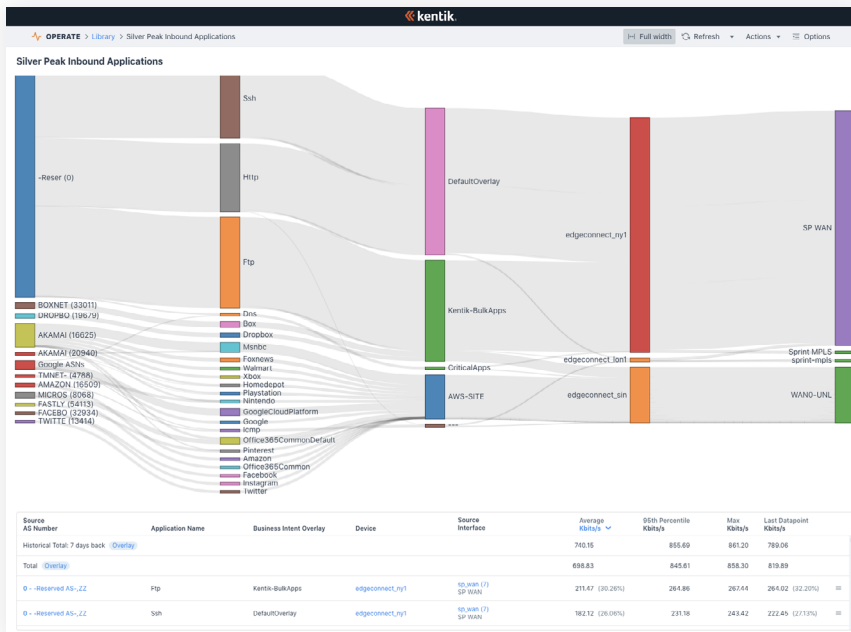 kentik.
OPERATE > Library > Silver Peak Inbound Applications
Full width Refresh Actions Options
Silver Peak Inbound Applications
Ssh
-Reser (0)
Http
DefaultOverlay
SP WAN
edgeconnect_ny1
Ftp
Kentik-BulkApps
BOXNET (33011)
DROPBO (19679)
AKAMAI (16625)
AKAMAI (20940)
Google ASNs
TMNET- (4788)
AMAZON (16509)
MICROS (8068)
FASTLY (54113)
FACEBO (32934)
TWITTE (13414)
Dns
Box
Dropbox
Msnbc
Foxnews
Walmart
Xbox
Homedepot
Playstation
Nintendo
GoogleCloudPlatform
Google
Icmp
Office365CommonDefault
Pinterest
Amazon
Office365Common
Facebook
Instagram
Twitter
CriticalApps
AWS-SITE
---
edgeconnect_lon1
edgeconnect_sin
Sprint MPLS
sprint-mpls
WAN0-UNL
Source AS Number Application Name Business Intent Overlay Device Source Interface Average Kbits/s 95th Percentile Kbits/s Max Kbits/s Last Datapoint Kbits/s
Historical Total: 7 days back Overlay 740.15 855.69 861.20 789.06
Total Overlay 698.83 845.61 858.30 819.89
0 - -Reserved AS-,ZZ Ftp Kentik-BulkApps edgeconnect_ny1 sp_wan (7) SP WAN 211.47 (30.26%) 264.86 267.44 264.02 (32.20%)
0 - -Reserved AS-,ZZ Ssh DefaultOverlay edgeconnect_ny1 sp_wan (7) SP WAN 182.12 (26.06%) 231.18 243.42 222.45 (27.13%)